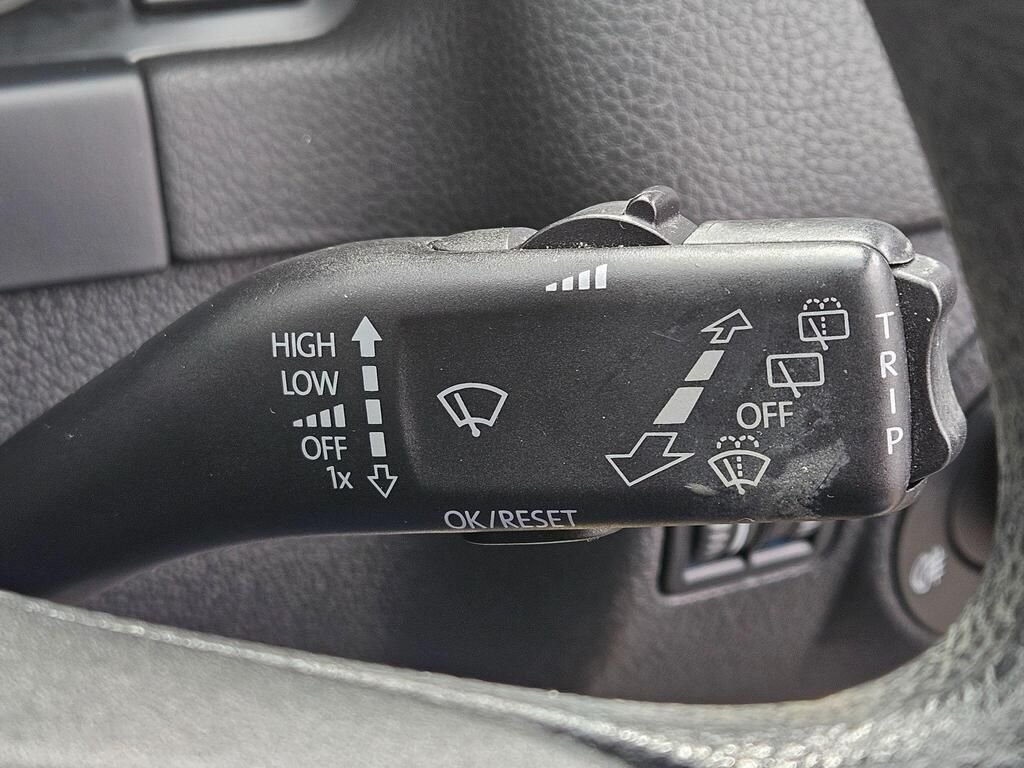 HIGH
LOW
OFF
1x
OFF
TRIP
OK/RESET